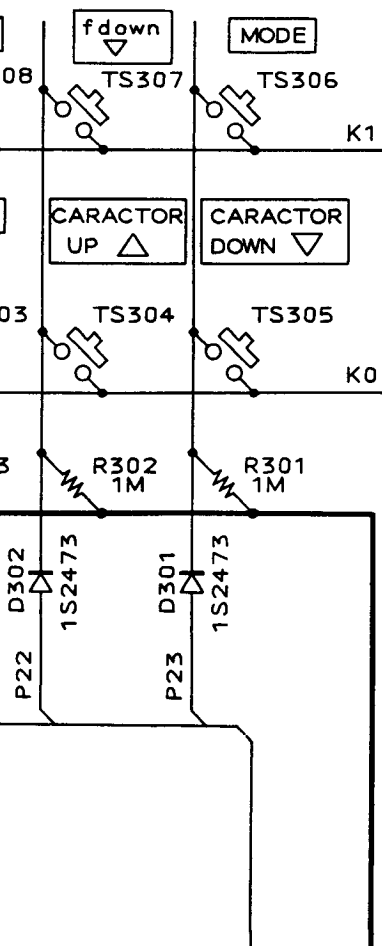 fdown
▽
MODE
08
TS307
TS306
K1
CARACTOR
UP △
CARACTOR
DOWN ▽
03
TS304
TS305
K0
3
R302
1M
R301
1M
D302
1S2473
D301
1S2473
P22
P23